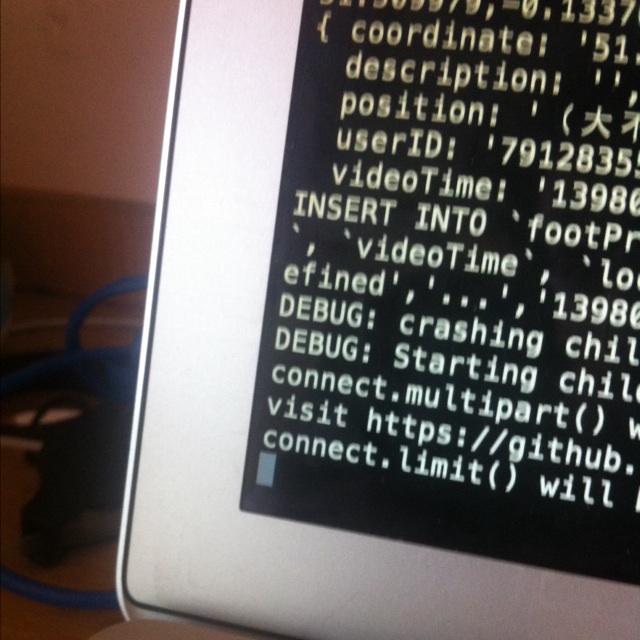 { coordinate: '51.
description: '',
position: ' (大
userID: '7912835
videoTime: '13980
INSERT INTO `footPr
`, `videoTime`, `lo
efined','...','13980
DEBUG: crashing chil
DEBUG: Starting chil
connect.multipart() w
visit https://github.
connect.limit() will